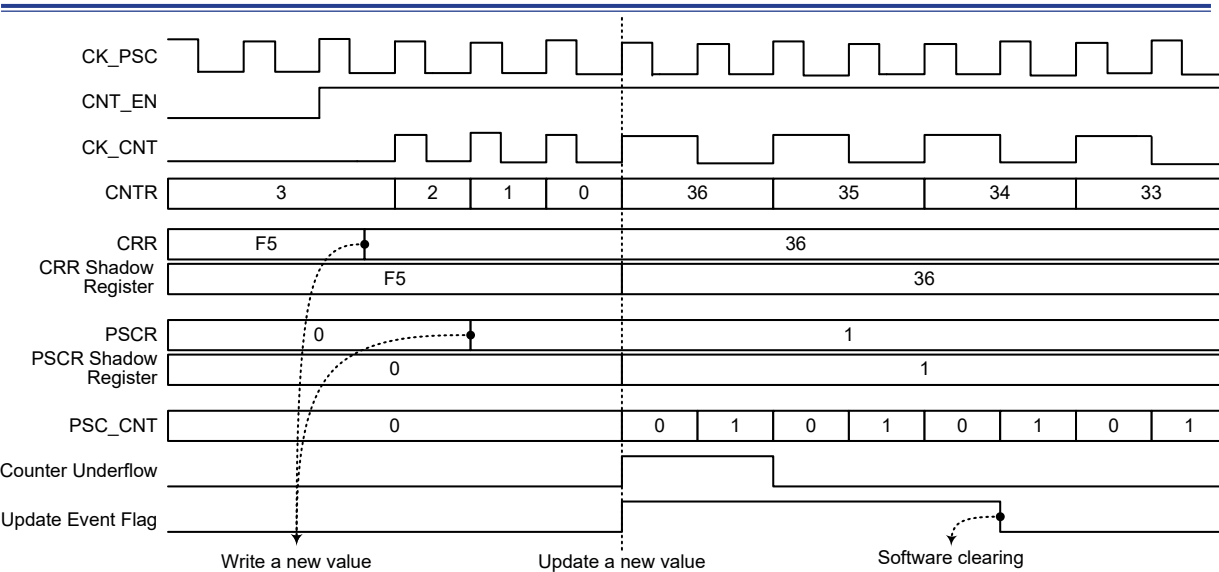 CK_PSC
CNT_EN
CK_CNT
CNTR 3 2 1 0 36 35 34 33
CRR F5 36
CRR Shadow
Register F5 36
PSCR 0 1
PSCR Shadow
Register 0 1
PSC_CNT 0 0 1 0 1 0 1 0 1
Counter Underflow
Update Event Flag
Write a new value Update a new value Software clearing